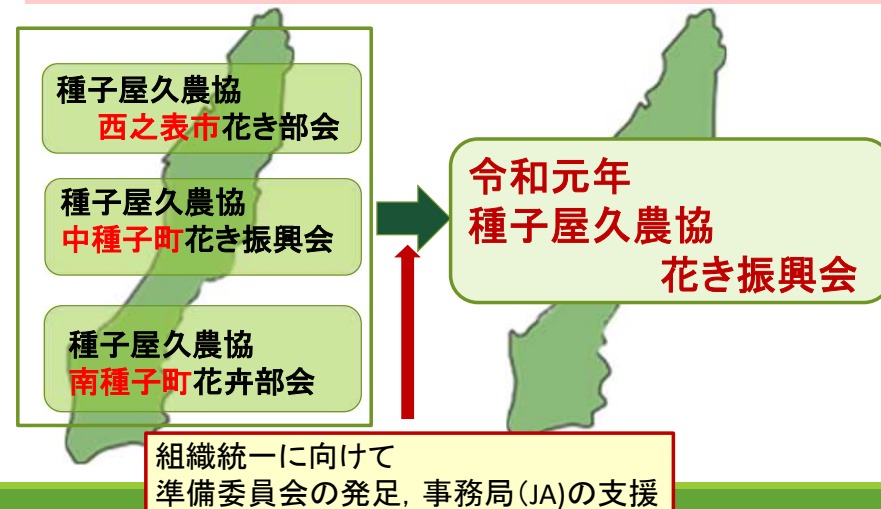 種子屋久農協
西之表市花き部会
種子屋久農協
中種子町花き振興会
種子屋久農協
南種子町花卉部会
令和元年
種子屋久農協
花き振興会
組織統一に向けて
準備委員会の発足，事務局（JA)の支援